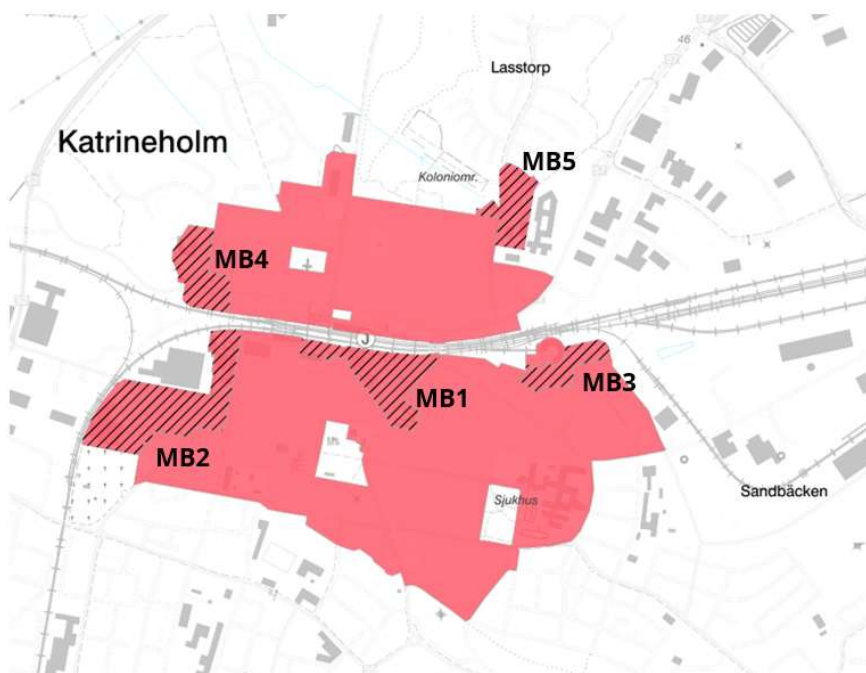 46
Lasstorp
Katrineholm
MB5
Koloniomr.
MB4
J
MB3
MB1
MB2
Sjukhus
Sandbäcken